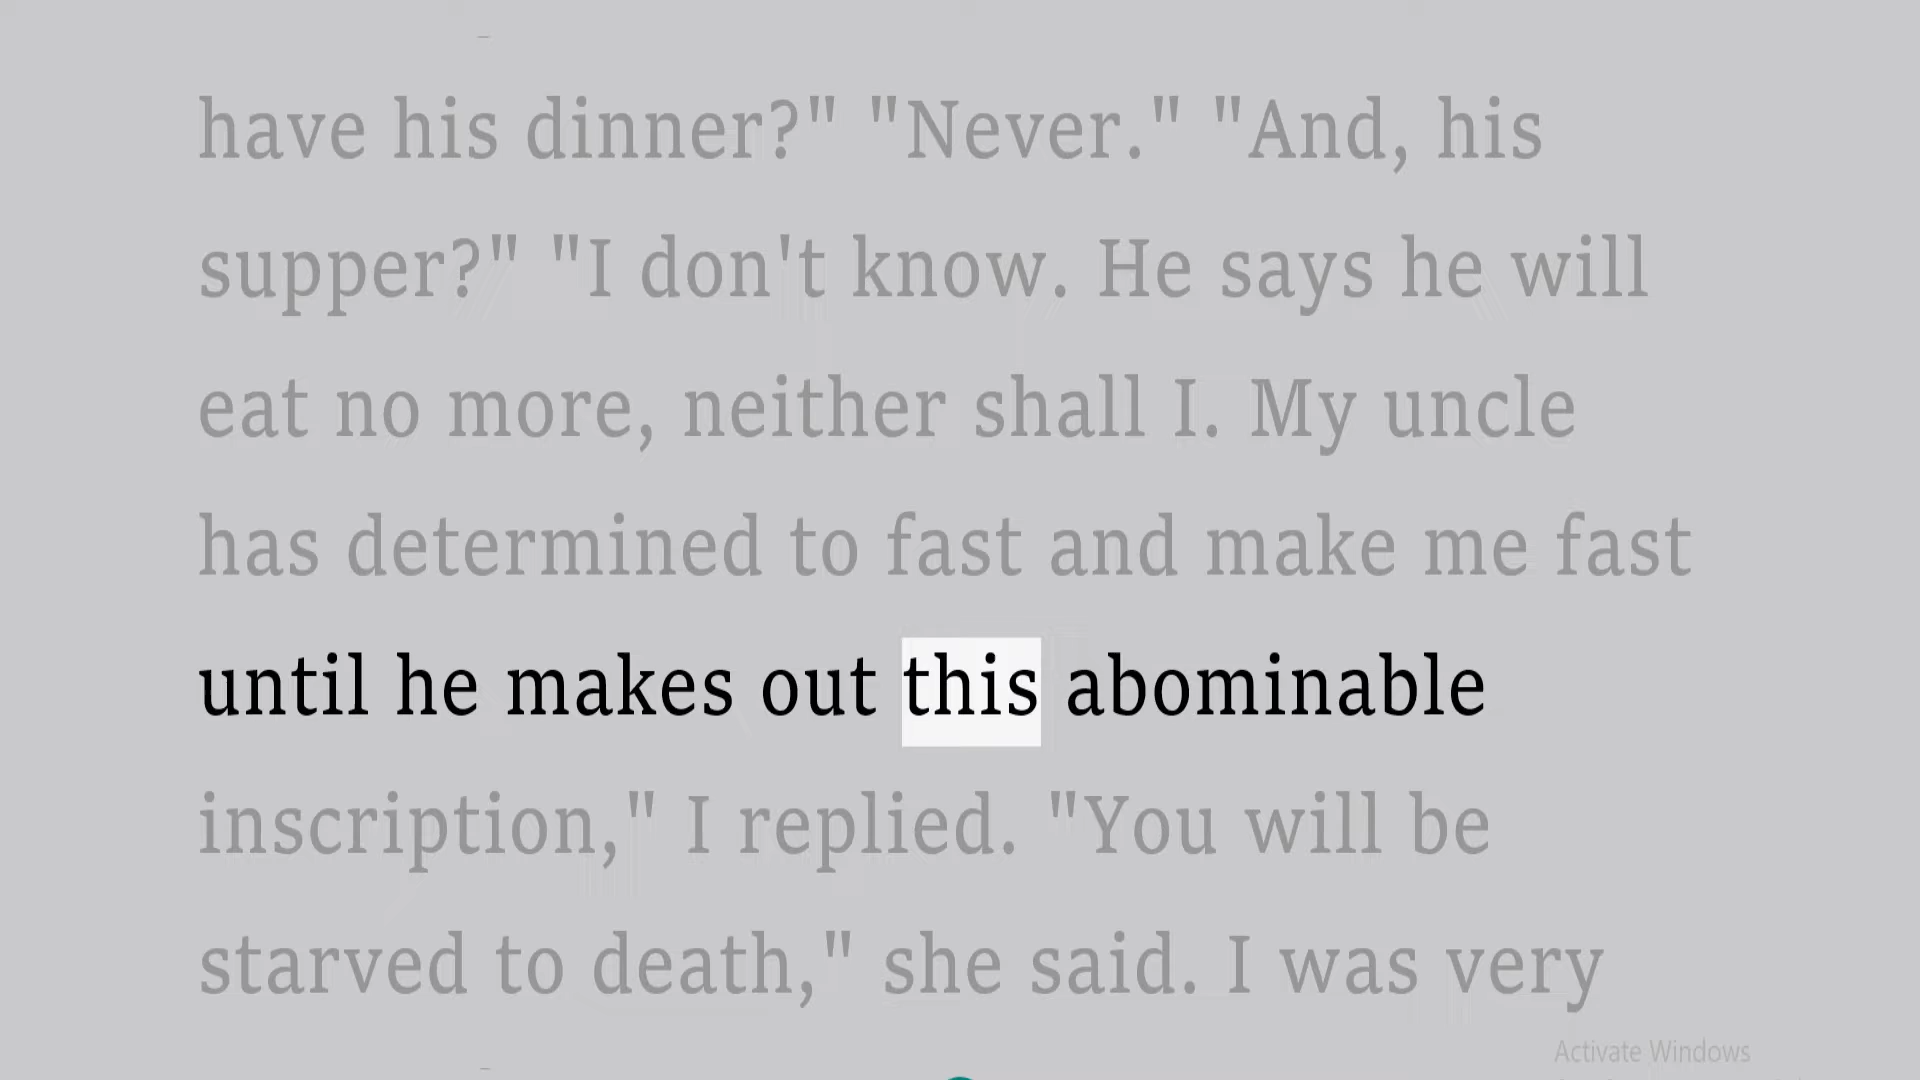 have his dinner?" "Never." "And, his
supper?" "I don't know. He says he will
eat no more, neither shall I. My uncle
has determined to fast and make me fast
until he makes out this abominable
inscription," I replied. "You will be
starved to death," she said. I was very
Activate Windows